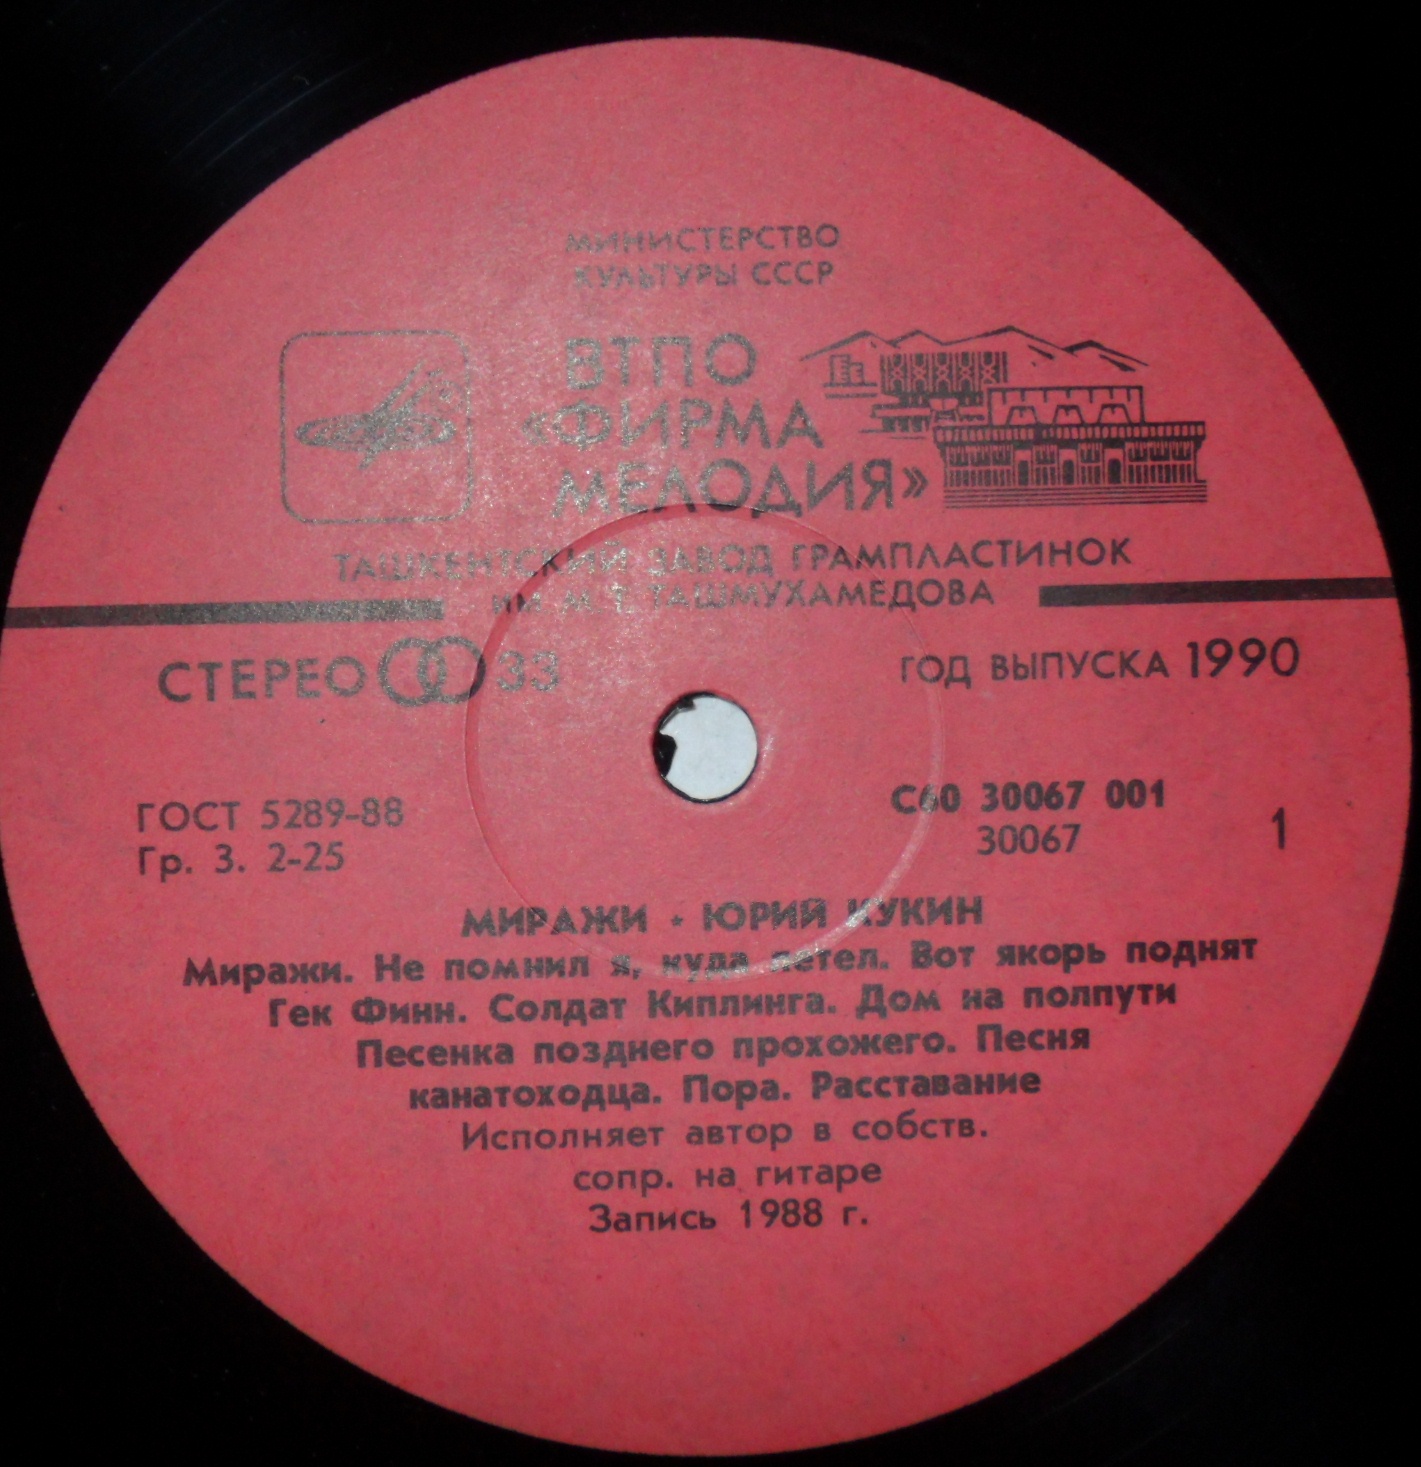 МИНИСТЕРСТВО
КУЛЬТУРЫ СССР
ВТПО
«ФИРМА
МЕЛОДИЯ»
ТАШКЕНТСКИЙ ЗАВОД ГРАМПЛАСТИНОК
ИМ М.Т. ТАШМУХАМЕДОВА
СТЕРЕО 33
ГОД ВЫПУСКА 1990
ГОСТ 5289-88
Гр. 3. 2-25
С60 30067 001
30067
1
МИРАЖИ • ЮРИЙ КУКИН
Миражи. Не помнил я, куда летел. Вот якорь поднят
Гек Финн. Солдат Киплинга. Дом на полпути
Песенка позднего прохожего. Песня
канатоходца. Пора. Расставание
Исполняет автор в собств.
сопр. на гитаре
Запись 1988 г.